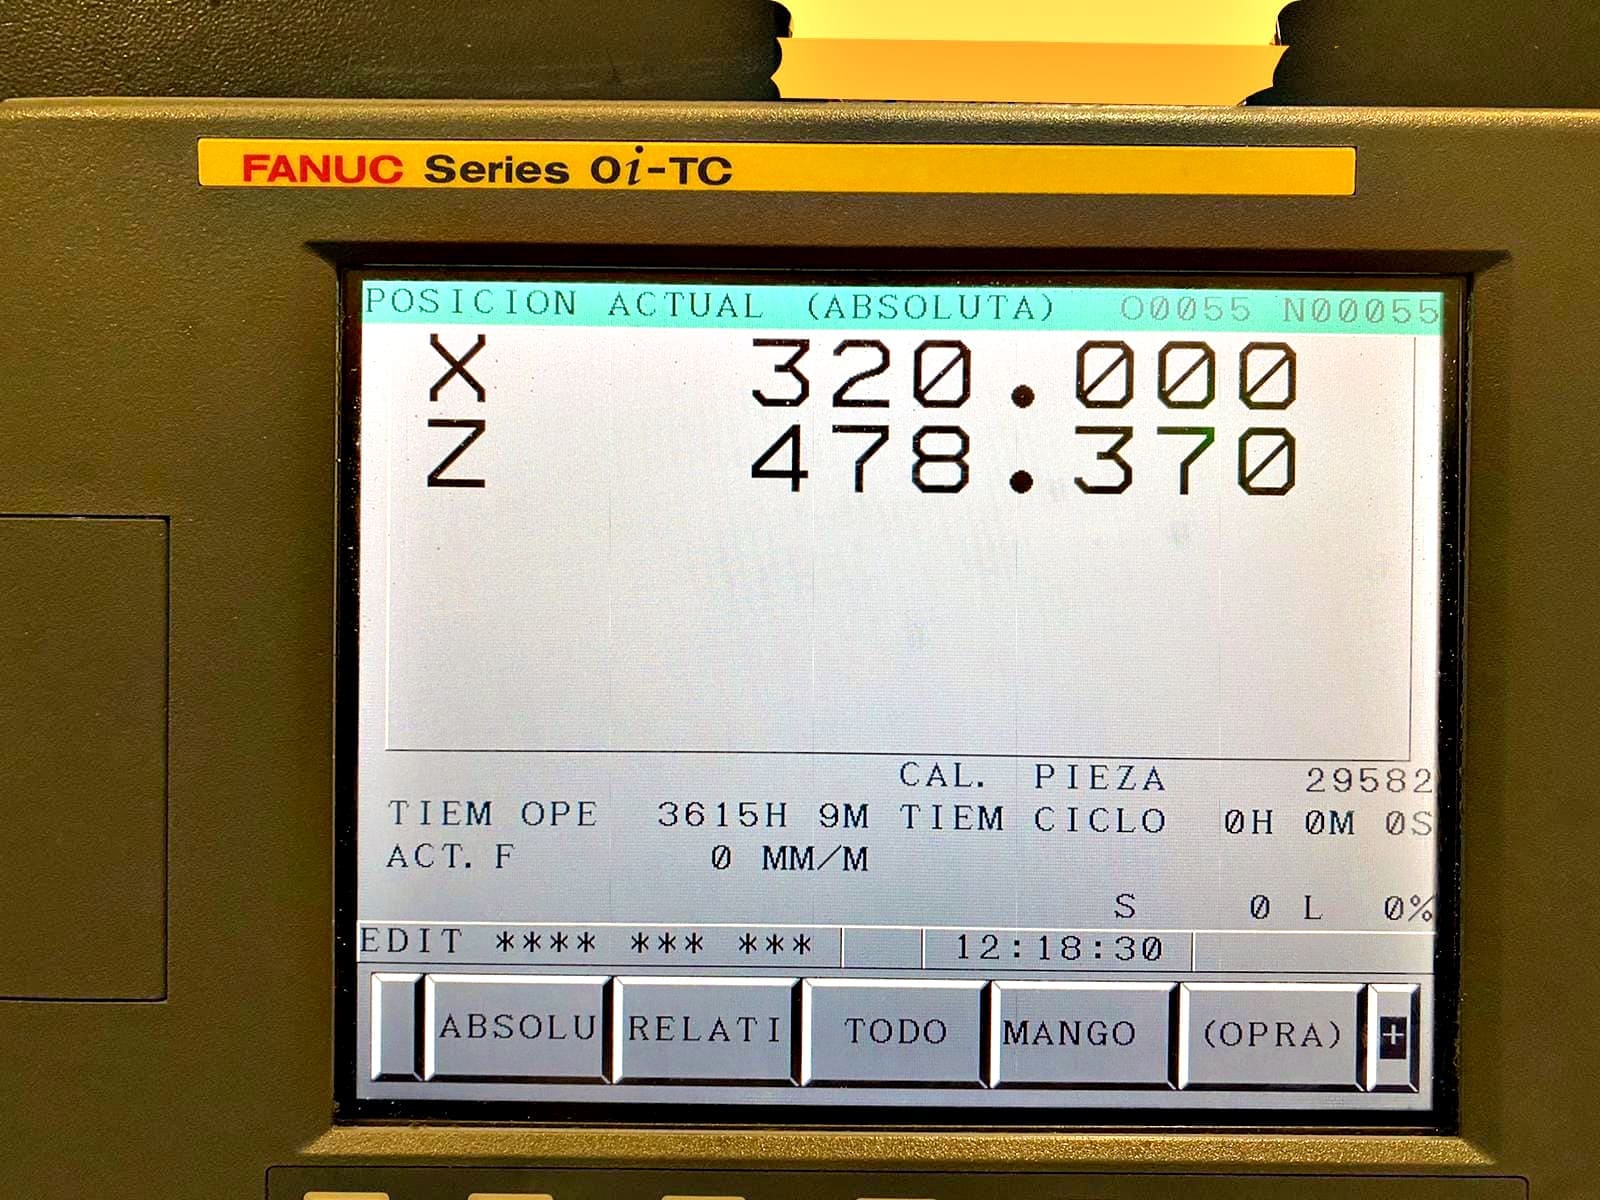 FANUC Series 0i-TC
POSICION ACTUAL (ABSOLUTA) O0055 N00055
X 320.000
Z 478.370
CAL. PIEZA 29582
TIEM OPE 3615H 9M TIEM CICLO 0H 0M 0S
ACT. F 0 MM/M
S 0 L 0%
EDIT **** *** *** 12:18:30
ABSOLU RELATI TODO MANGO (OPRA) +